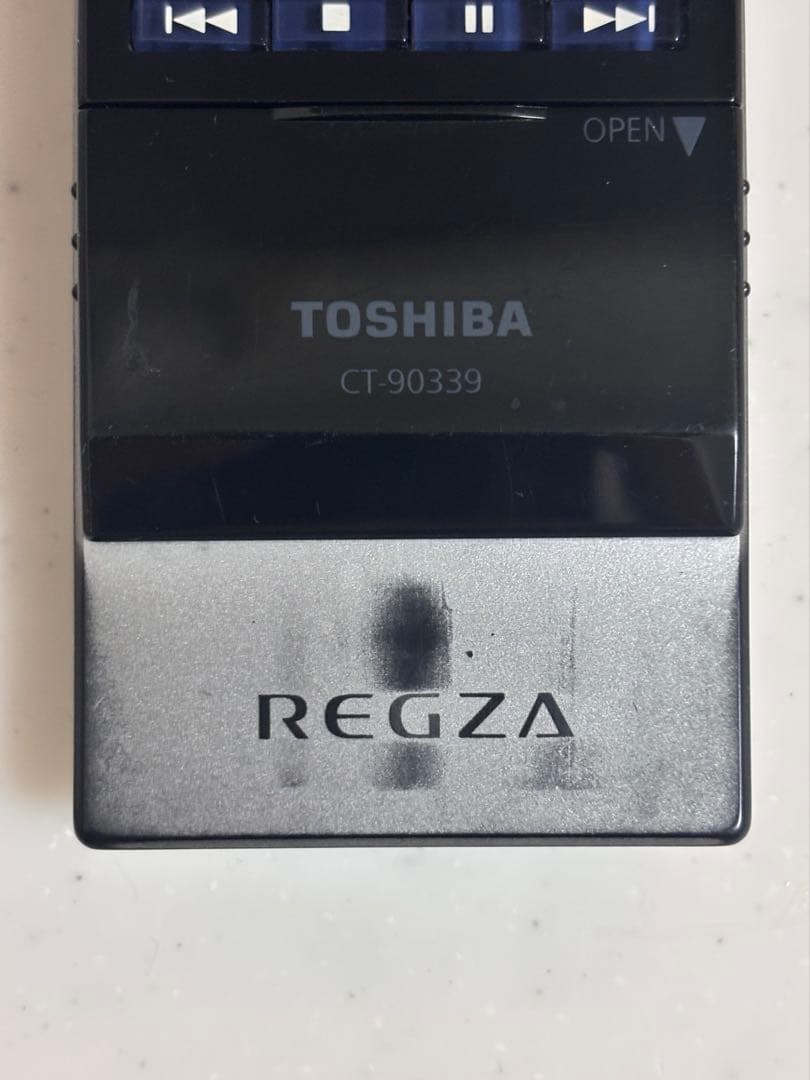 OPEN
TOSHIBA
CT-90339
REGZA